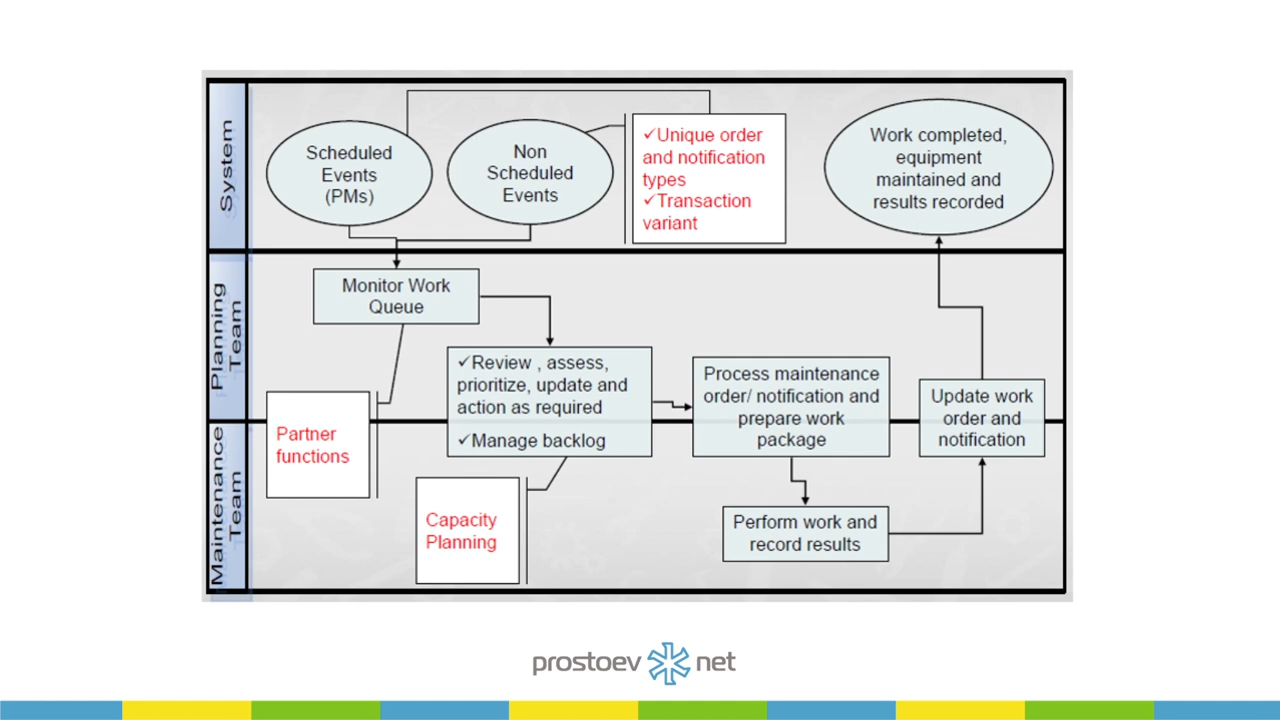 System
Scheduled
Events
(PMs)
Non
Scheduled
Events
✓Unique order
and notification
types
✓Transaction
variant
Work completed,
equipment
maintained and
results recorded
Planning
Team
Monitor Work
Queue
✓Review , assess,
prioritize, update and
action as required
✓Manage backlog
Process maintenance
order/ notification and
prepare work
package
Update work
order and
notification
Maintenance
Team
Partner
functions
Capacity
Planning
Perform work and
record results
prostoev net